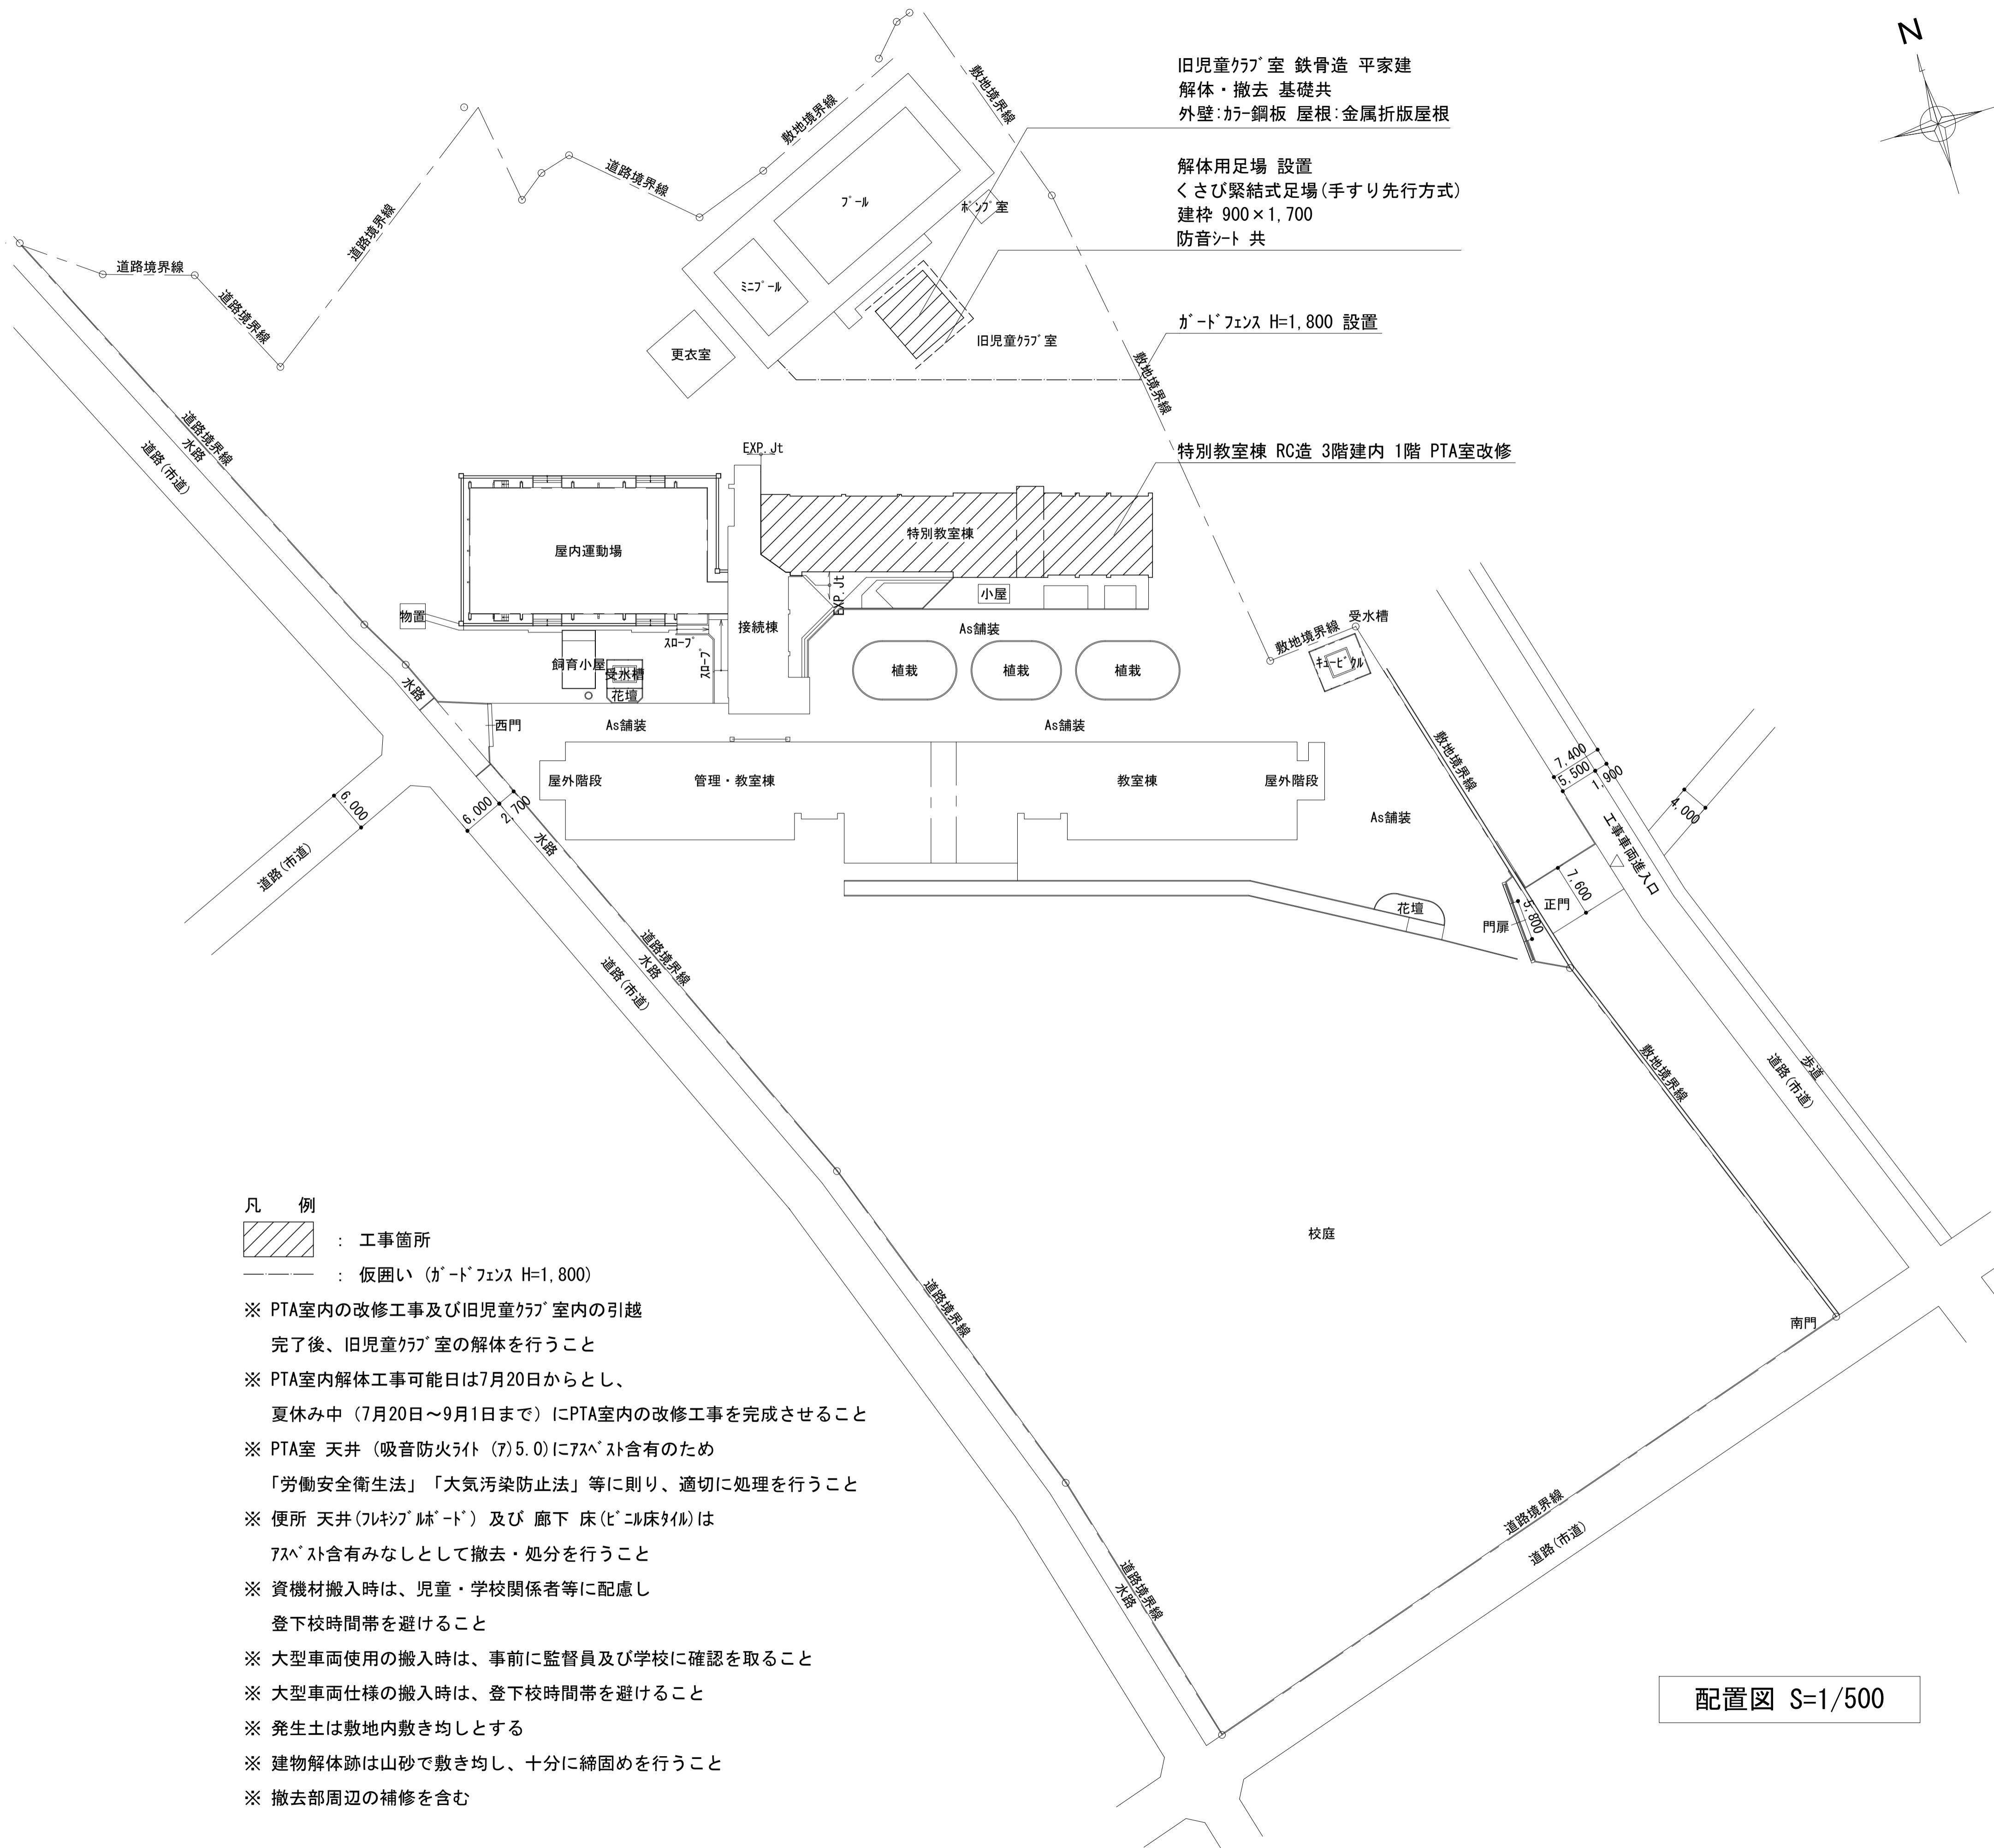 N
旧児童ｸﾗﾌﾞ室 鉄骨造 平家建
解体・撤去 基礎共
外壁:ｶﾗｰ鋼板 屋根:金属折版屋根
解体用足場 設置
くさび緊結式足場(手すり先行方式)
建枠 900×1,700
防音ｼｰﾄ 共
ｶﾞｰﾄﾞﾌｪﾝｽ H=1,800 設置
特別教室棟 RC造 3階建内 1階 PTA室改修
敷地境界線
敷地境界線
道路境界線
道路境界線
道路境界線
道路境界線
ﾌﾟｰﾙ
ﾎﾟﾝﾌﾟ室
ﾐﾆﾌﾟｰﾙ
更衣室
旧児童ｸﾗﾌﾞ室
敷地境界線
道路境界線
水路
道路(市道)
EXP.Jt
屋内運動場
特別教室棟
EXP.Jt
小屋
物置
接続棟
As舗装
ｽﾛｰﾌﾟ
ｽﾛｰﾌﾟ
飼育小屋
受水槽
花壇
植栽
植栽
植栽
敷地境界線
受水槽
ｷｭｰﾋﾞｸﾙ
水路
西門
As舗装
As舗装
屋外階段
管理・教室棟
教室棟
屋外階段
As舗装
敷地境界線
7,400
5,500
1,900
4,000
工事車両進入口
6,000
6,000
2,700
水路
道路(市道)
7,600
正門
5,800
門扉
花壇
道路境界線
水路
道路(市道)
敷地境界線
歩道
道路(市道)
校庭
南門
道路境界線
道路境界線
水路
道路境界線
道路(市道)
凡　例
: 工事箇所
: 仮囲い (ｶﾞｰﾄﾞﾌｪﾝｽ H=1,800)
※ PTA室内の改修工事及び旧児童ｸﾗﾌﾞ室内の引越
完了後、旧児童ｸﾗﾌﾞ室の解体を行うこと
※ PTA室内解体工事可能日は7月20日からとし、
夏休み中（7月20日～9月1日まで）にPTA室内の改修工事を完成させること
※ PTA室 天井 (吸音防火ﾗｲﾄ (ｱ)5.0)にｱｽﾍﾞｽﾄ含有のため
「労働安全衛生法」「大気汚染防止法」等に則り、適切に処理を行うこと
※ 便所 天井(ﾌﾚｷｼﾌﾞﾙﾎﾞｰﾄﾞ) 及び 廊下 床(ﾋﾞﾆﾙ床ﾀｲﾙ)は
ｱｽﾍﾞｽﾄ含有みなしとして撤去・処分を行うこと
※ 資機材搬入時は、児童・学校関係者等に配慮し
登下校時間帯を避けること
※ 大型車両使用の搬入時は、事前に監督員及び学校に確認を取ること
※ 大型車両仕様の搬入時は、登下校時間帯を避けること
※ 発生土は敷地内敷き均しとする
※ 建物解体跡は山砂で敷き均し、十分に締固めを行うこと
※ 撤去部周辺の補修を含む
配置図 S=1/500